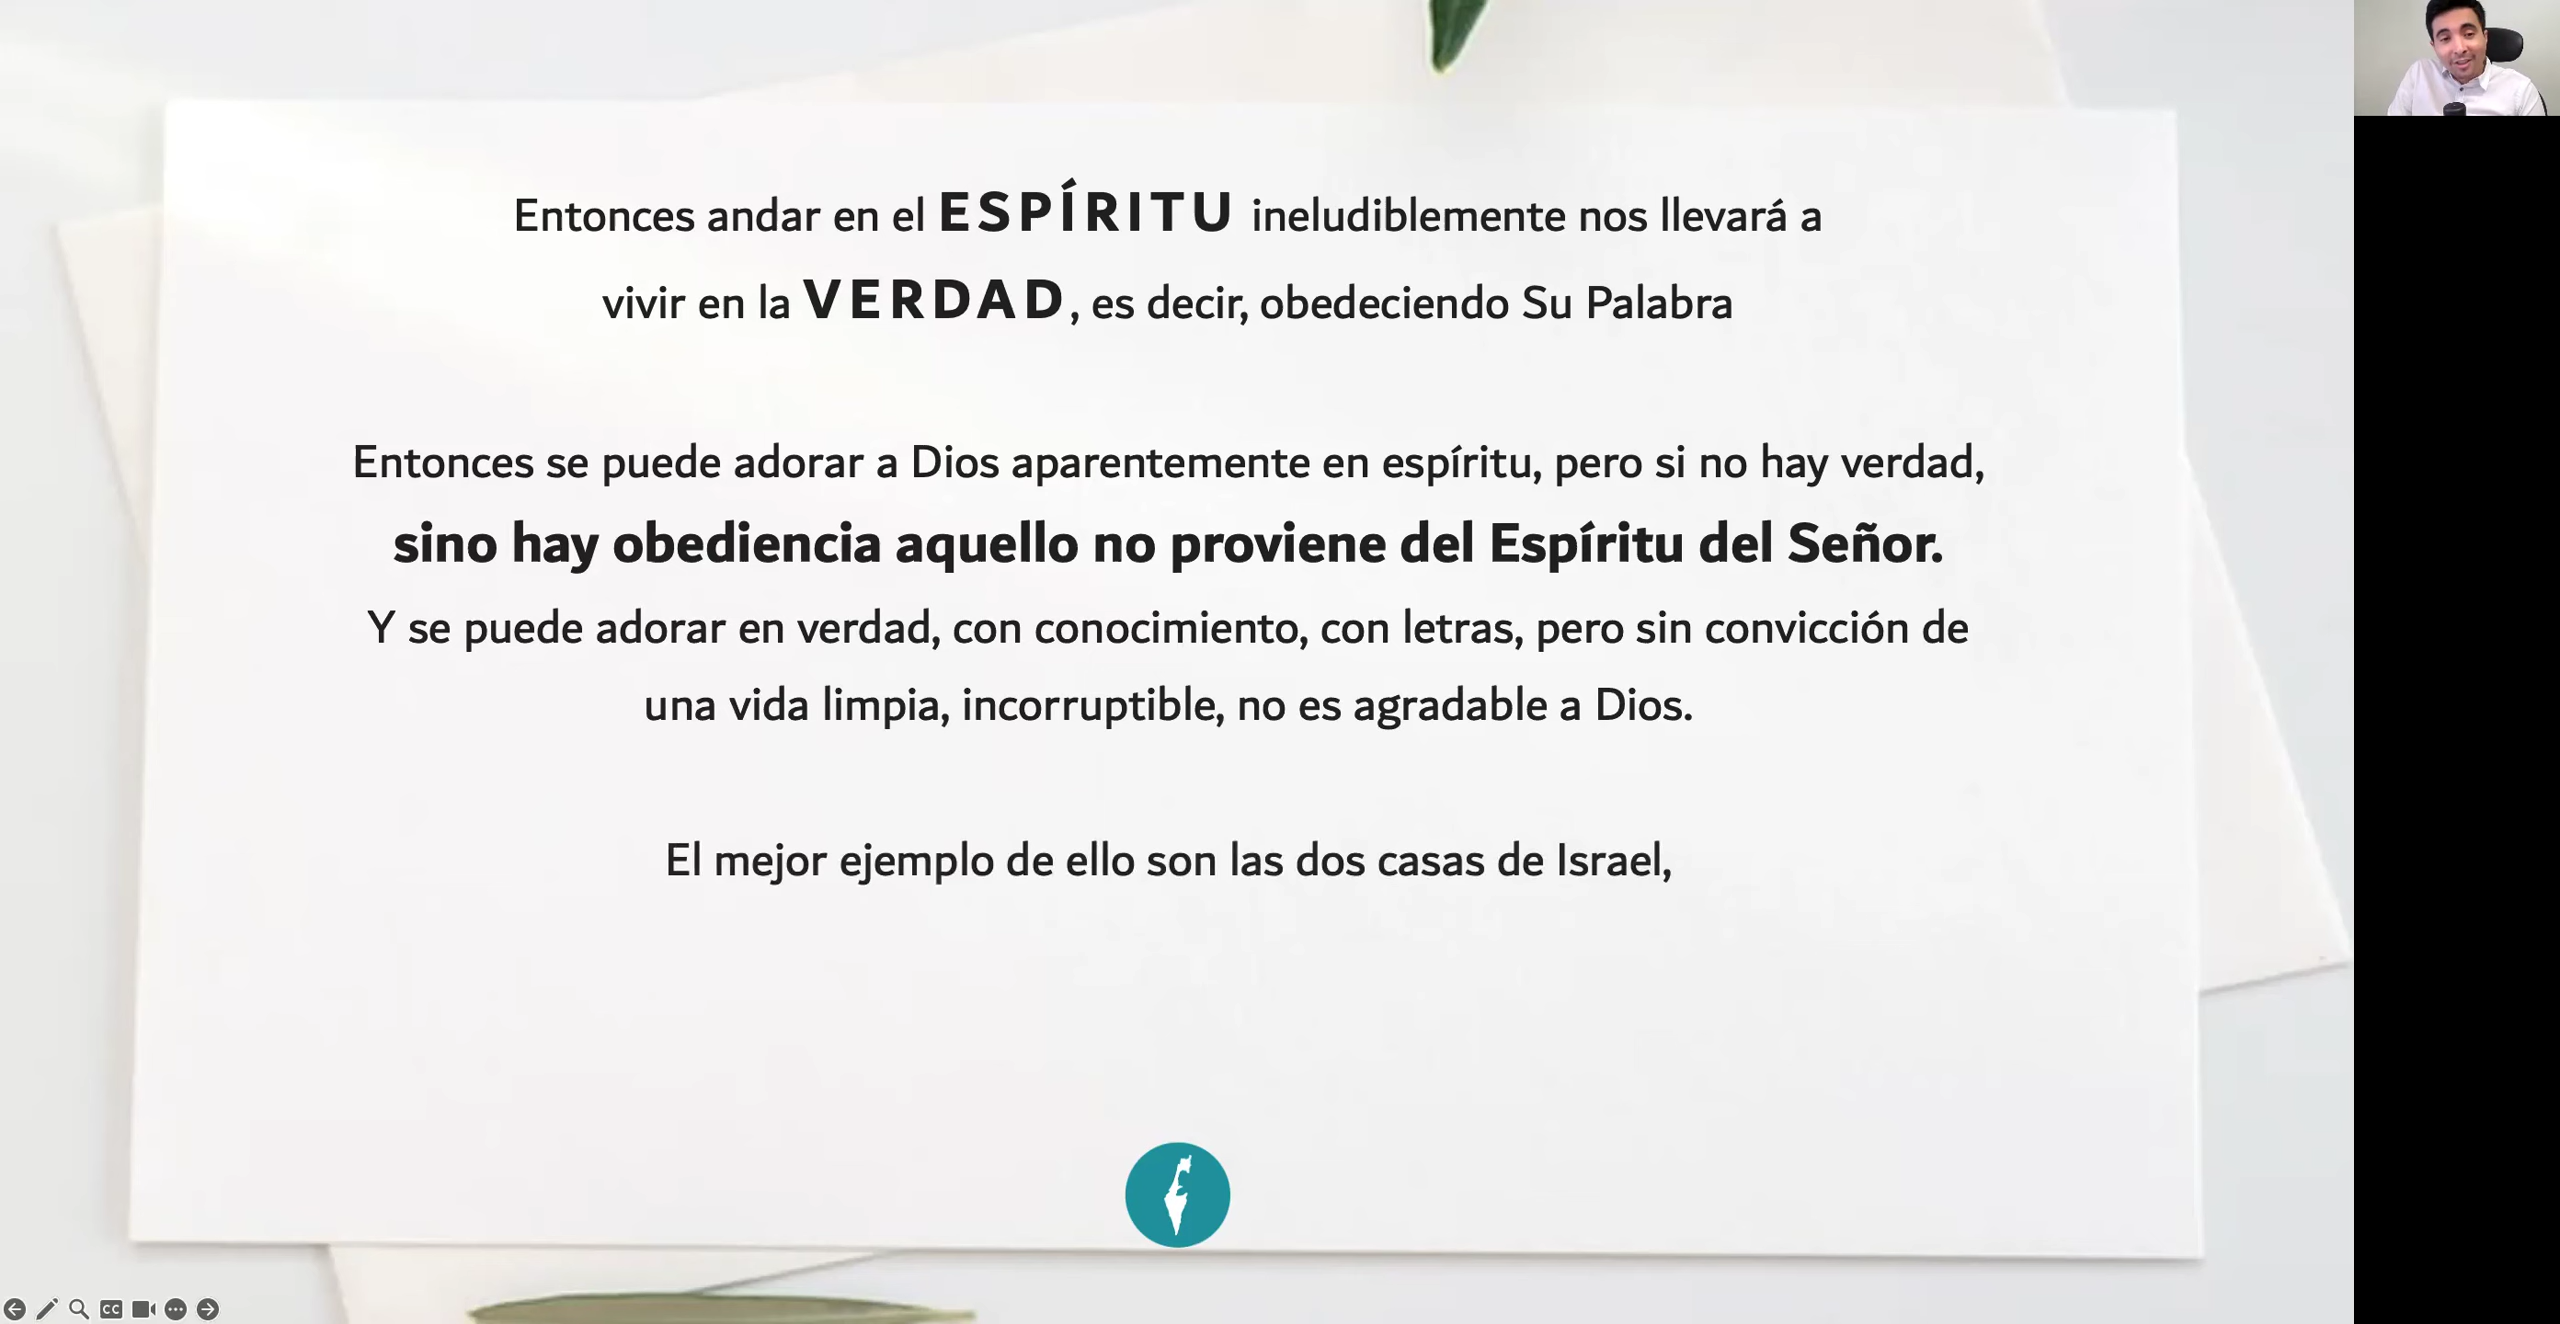 Entonces andar en el ESPÍRITU ineludiblemente nos llevará a
vivir en la VERDAD, es decir, obedeciendo Su Palabra
Entonces se puede adorar a Dios aparentemente en espíritu, pero si no hay verdad,
sino hay obediencia aquello no proviene del Espíritu del Señor.
Y se puede adorar en verdad, con conocimiento, con letras, pero sin convicción de
una vida limpia, incorruptible, no es agradable a Dios.
El mejor ejemplo de ello son las dos casas de Israel,
CC